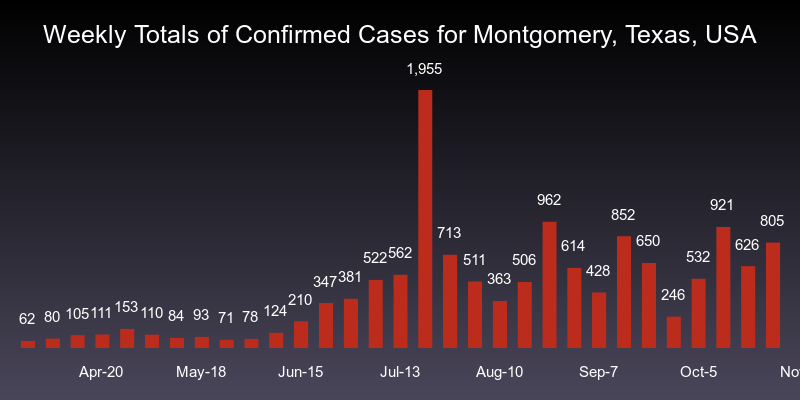 Weekly Totals of Confirmed Cases for Montgomery, Texas, USA
62 80 105 111 153 110 84 93 71 78 124 210 347 381 522 562 1,955 713 511 363 506 962 614 428 852 650 246 532 921 626 805
Apr-20 May-18 Jun-15 Jul-13 Aug-10 Sep-7 Oct-5